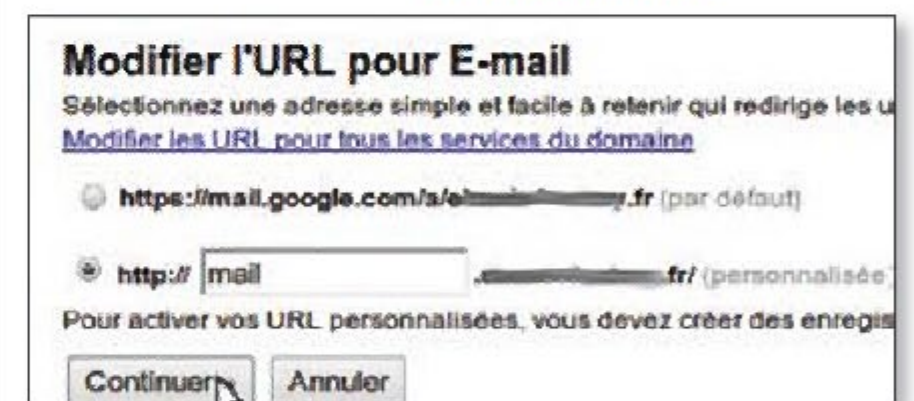 Modifier l'URL pour E-mail
Sélectionnez une adresse simple et facile à retenir qui redirige les u
Modifier les URL pour tous les services du domaine
https://mail.google.com/a/e .fr (par défaut)
http:// mail . .fr/ (personnalisée)
Pour activer vos URL personnalisées, vous devez créer des enregis
Continuer Annuler